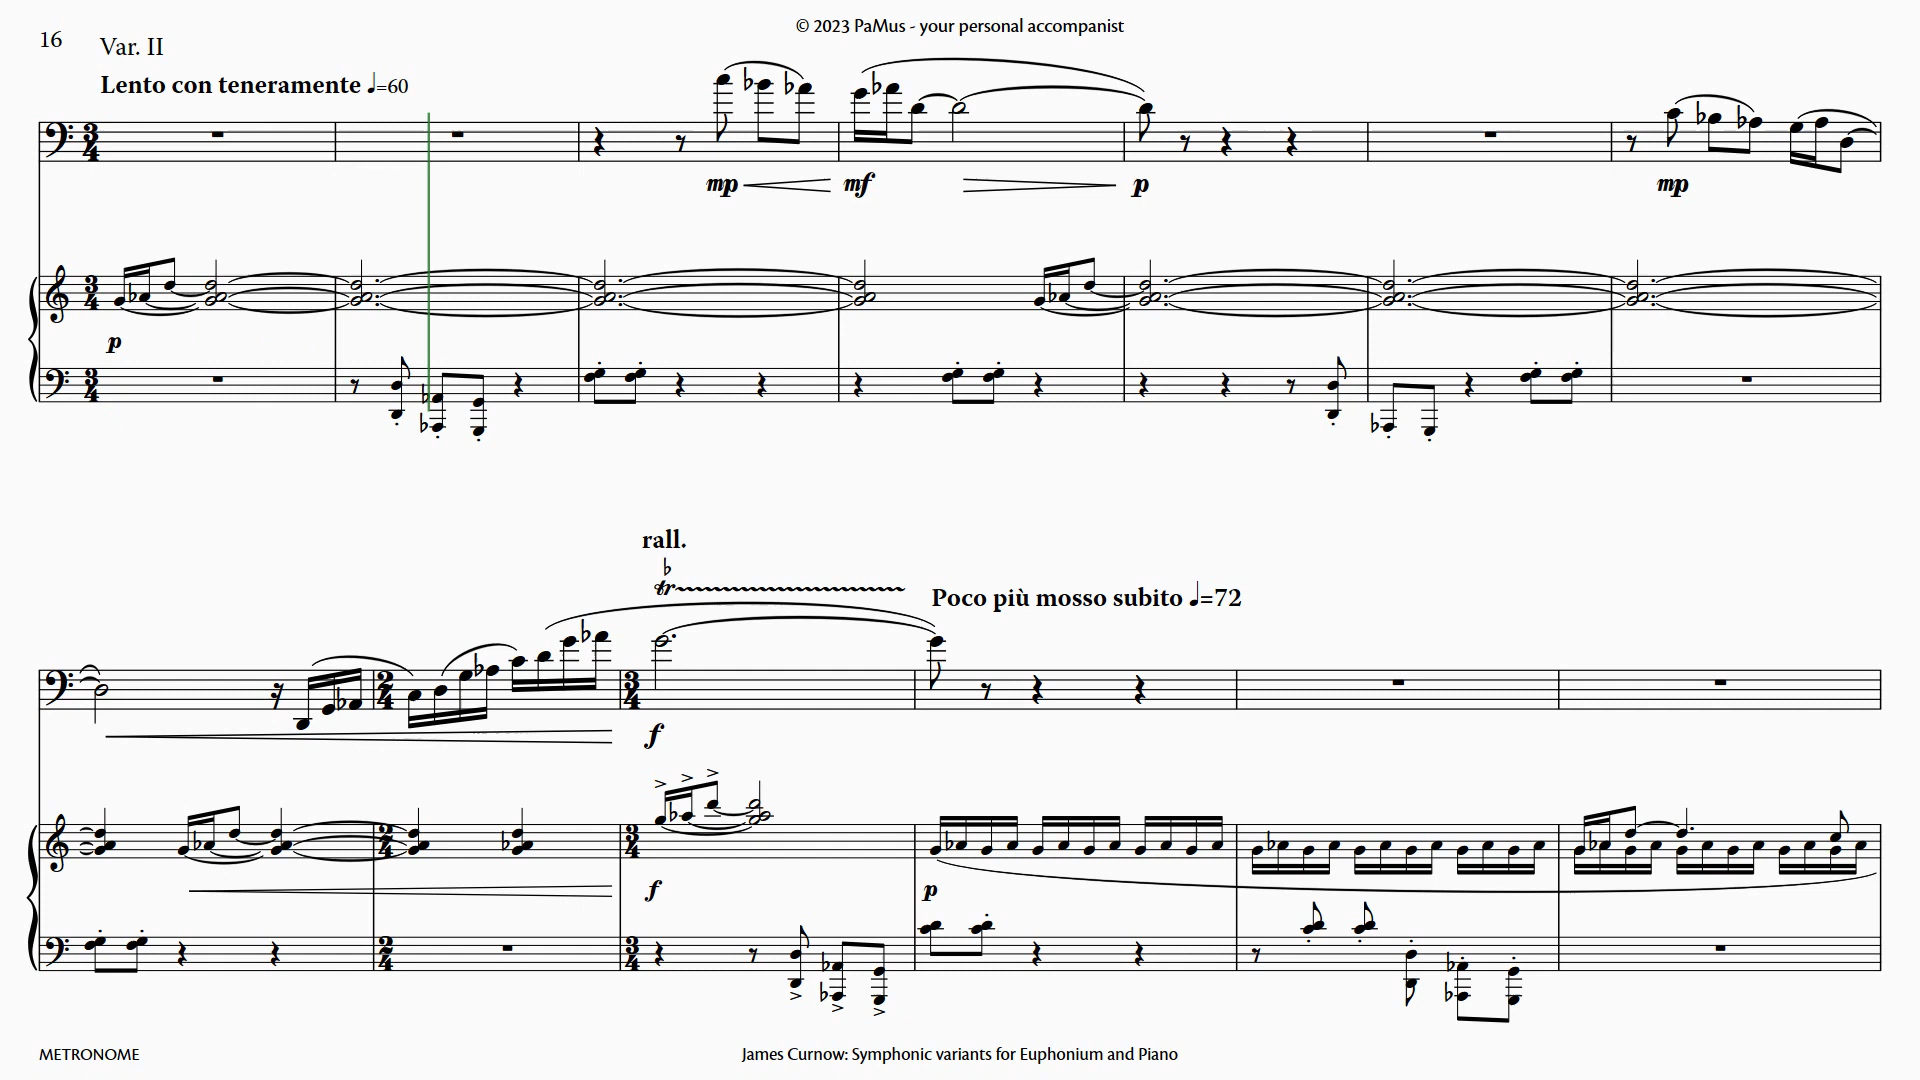 © 2023 PaMus - your personal accompanist
16
Var. II
Lento con teneramente ♩=60
mp
mf
p
mp
p
rall.
tr
Poco più mosso subito ♩=72
f
f
p
METRONOME
James Curnow: Symphonic variants for Euphonium and Piano